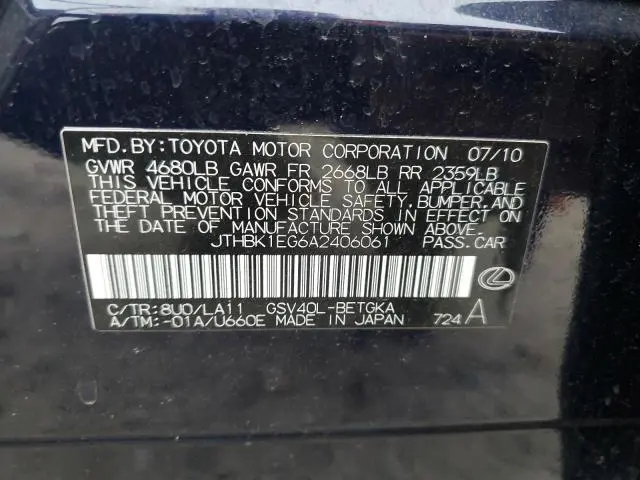 MFD. BY: TOYOTA MOTOR CORPORATION 07/10
GVWR 4680LB GAWR FR 2668LB RR 2359LB
THIS VEHICLE CONFORMS TO ALL APPLICABLE
FEDERAL MOTOR VEHICLE SAFETY, BUMPER, AND
THEFT PREVENTION STANDARDS IN EFFECT ON
THE DATE OF MANUFACTURE SHOWN ABOVE.
JTHBK1EG6A2406061 PASS. CAR
C/TR: 8U0/LA11 GSV40L-BETGKA
A/TM: -01A/U660E MADE IN JAPAN 724 A